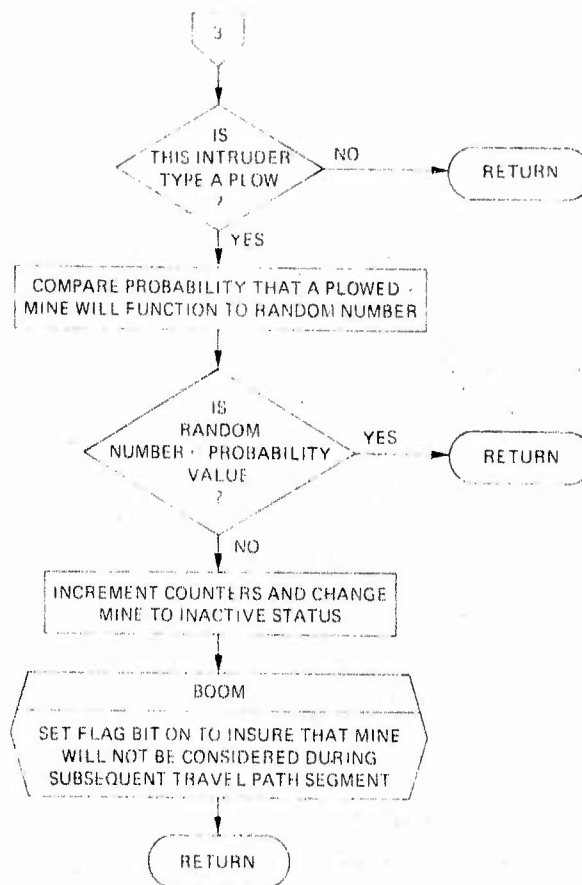 3
IS
THIS INTRUDER
TYPE A PLOW
?
NO
RETURN
YES
COMPARE PROBABILITY THAT A PLOWED
MINE WILL FUNCTION TO RANDOM NUMBER
IS
RANDOM
NUMBER PROBABILITY
VALUE
?
YES
RETURN
NO
INCREMENT COUNTERS AND CHANGE
MINE TO INACTIVE STATUS
BOOM
SET FLAG BIT ON TO INSURE THAT MINE
WILL NOT BE CONSIDERED DURING
SUBSEQUENT TRAVEL PATH SEGMENT
RETURN